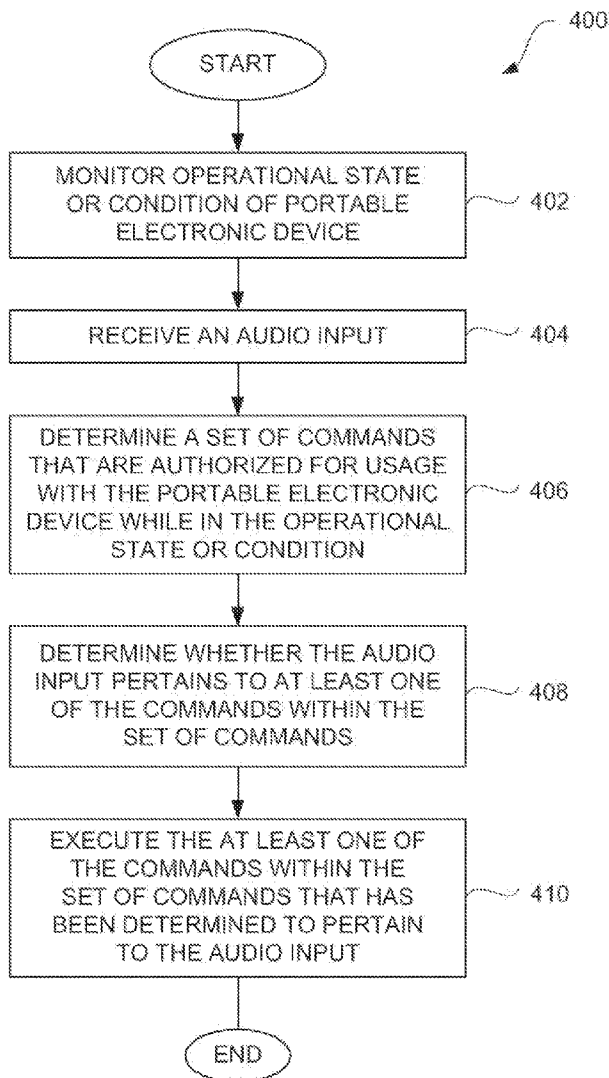 400
START
MONITOR OPERATIONAL STATE
OR CONDITION OF PORTABLE
ELECTRONIC DEVICE
402
RECEIVE AN AUDIO INPUT
404
DETERMINE A SET OF COMMANDS
THAT ARE AUTHORIZED FOR USAGE
WITH THE PORTABLE ELECTRONIC
DEVICE WHILE IN THE OPERATIONAL
STATE OR CONDITION
406
DETERMINE WHETHER THE AUDIO
INPUT PERTAINS TO AT LEAST ONE
OF THE COMMANDS WITHIN THE
SET OF COMMANDS
408
EXECUTE THE AT LEAST ONE OF
THE COMMANDS WITHIN THE
SET OF COMMANDS THAT HAS
BEEN DETERMINED TO PERTAIN
TO THE AUDIO INPUT
410
END